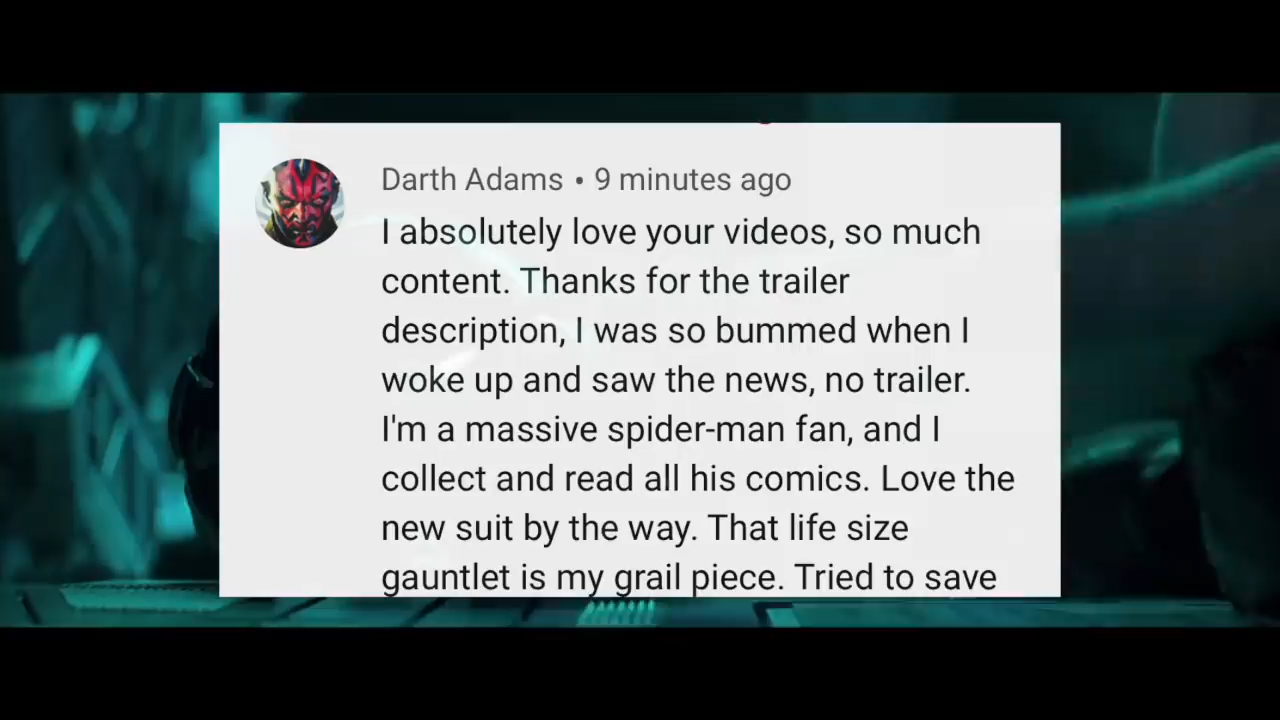 Darth Adams • 9 minutes ago
I absolutely love your videos, so much
content. Thanks for the trailer
description, I was so bummed when I
woke up and saw the news, no trailer.
I'm a massive spider-man fan, and I
collect and read all his comics. Love the
new suit by the way. That life size
gauntlet is my grail piece. Tried to save